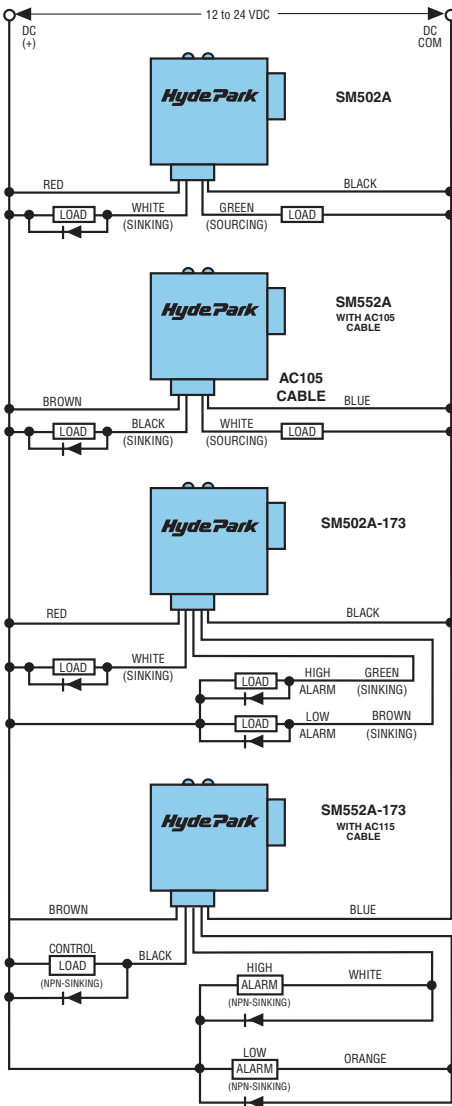 12 to 24 VDC
DC
(+)
DC
COM
HydePark
SM502A
RED
BLACK
LOAD
WHITE
(SINKING)
GREEN
(SOURCING)
LOAD
HydePark
SM552A
WITH AC105
CABLE
AC105
CABLE
BROWN
BLUE
LOAD
BLACK
(SINKING)
WHITE
(SOURCING)
LOAD
HydePark
SM502A-173
RED
BLACK
LOAD
WHITE
(SINKING)
LOAD
HIGH
ALARM
GREEN
(SINKING)
LOAD
LOW
ALARM
BROWN
(SINKING)
HydePark
SM552A-173
WITH AC115
CABLE
BROWN
BLUE
CONTROL
LOAD
(NPN-SINKING)
BLACK
HIGH
ALARM
(NPN-SINKING)
WHITE
LOW
ALARM
(NPN-SINKING)
ORANGE